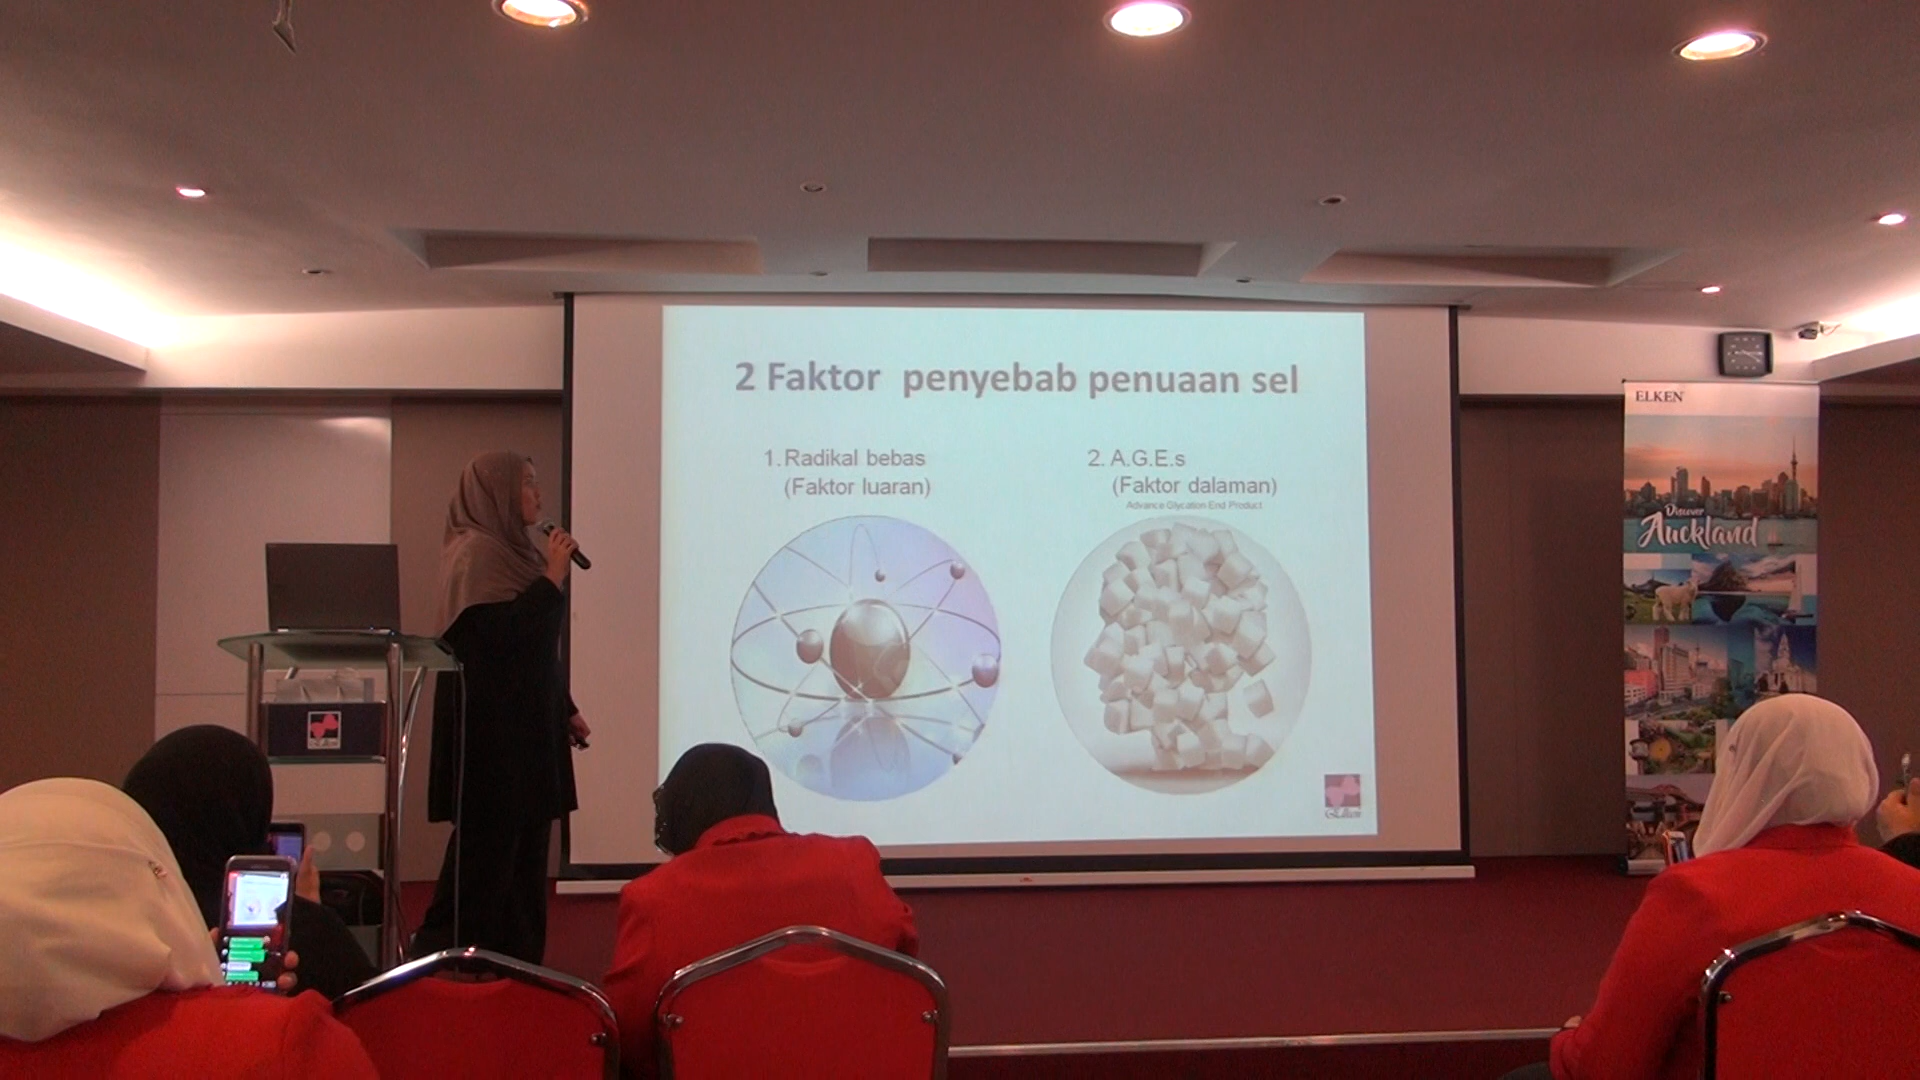 2 Faktor penyebab penuaan sel
1. Radikal bebas
(Faktor luaran)
2. A.G.E.s
(Faktor dalaman)
Advance Glycation End Product
Elken
ELKEN
Discover
Auckland